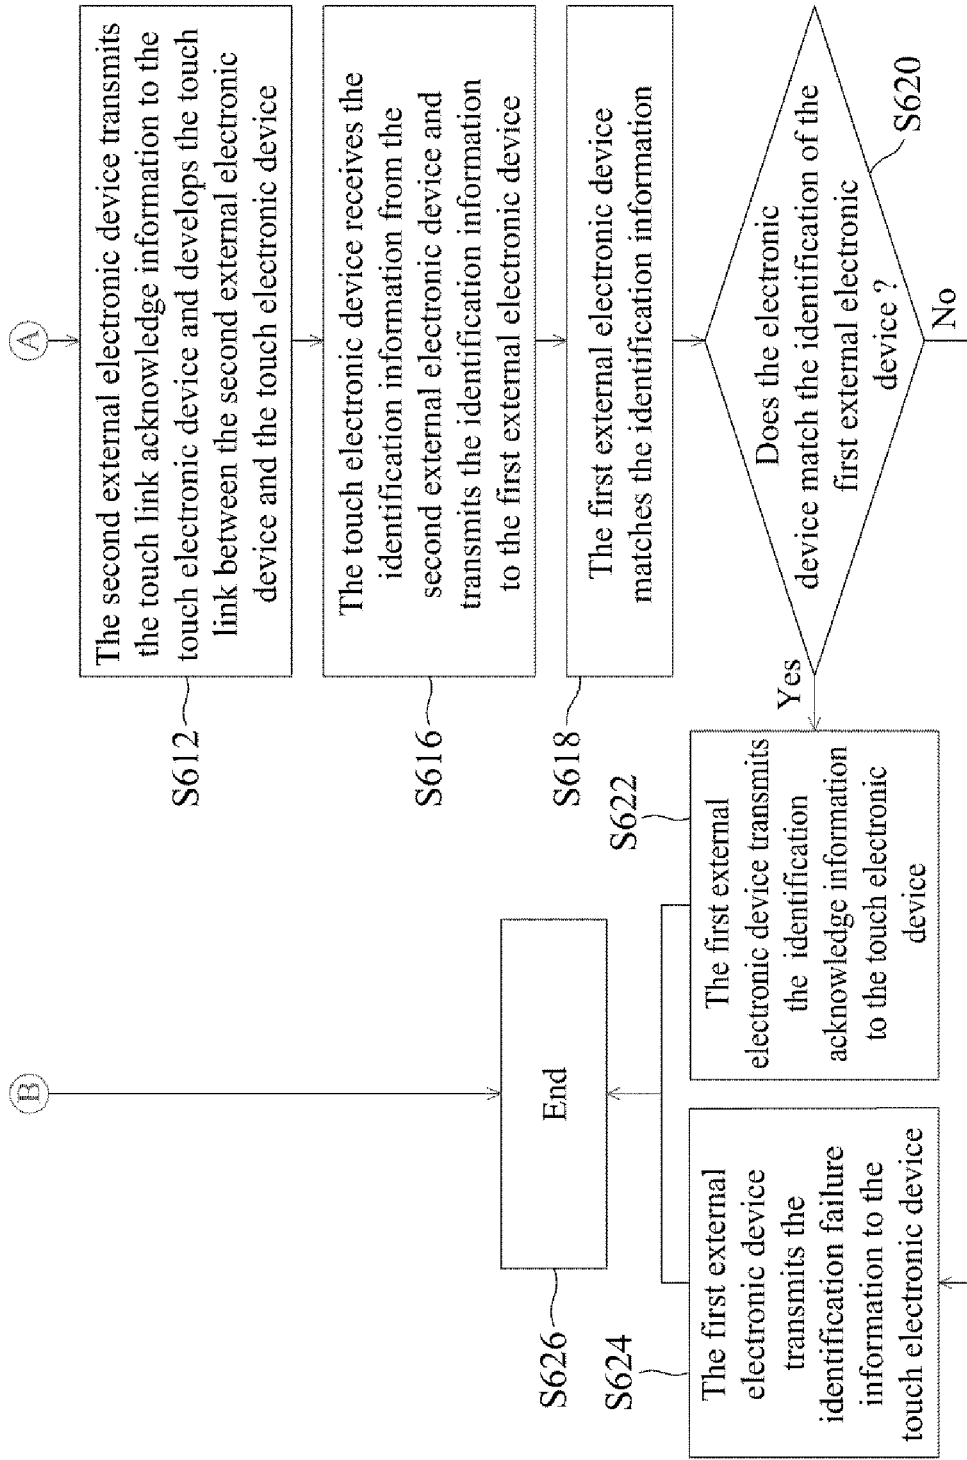 A
The second external electronic device transmits
the touch link acknowledge information to the
touch electronic device and develops the touch
link between the second external electronic
device and the touch electronic device
S612
The touch electronic device receives the
identification information from the
second external electronic device and
transmits the identification information
to the first external electronic device
S616
The first external electronic device
matches the identification information
S618
Does the electronic
device match the identification of the
first external electronic
device ?
S620
Yes
No
S622
The first external
electronic device transmits
the identification
acknowledge information
to the touch electronic
device
B
End
S626
S624
The first external
electronic device
transmits the
identification failure
information to the
touch electronic device